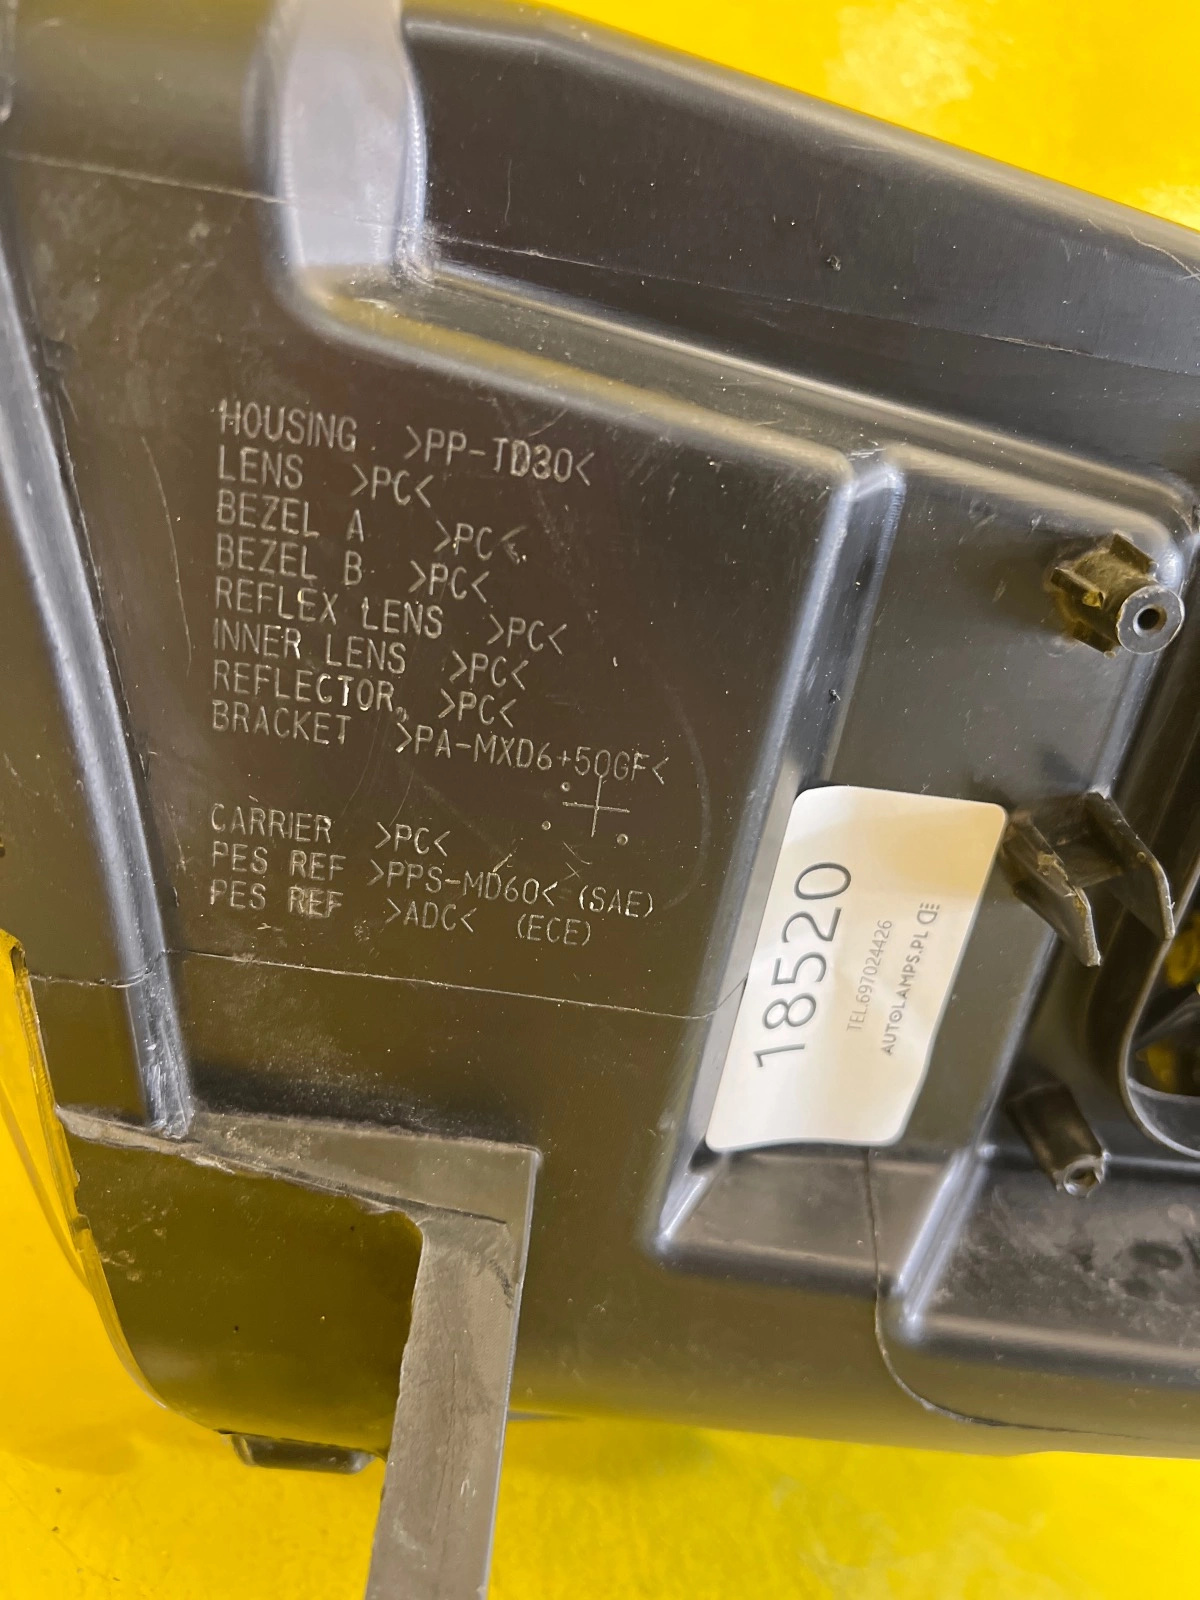 HOUSING >PP-TD30<
LENS >PC<
BEZEL A >PC<
BEZEL B >PC<
REFLEX LENS >PC<
INNER LENS >PC<
REFLECTOR >PC<
BRACKET >PA-MXD6+50GF<
CARRIER >PC<
PES REF >PPS-MD60< (SAE)
PES REF >ADC< (ECE)
18520
TEL.697024426
AUTOLAMPS.PL